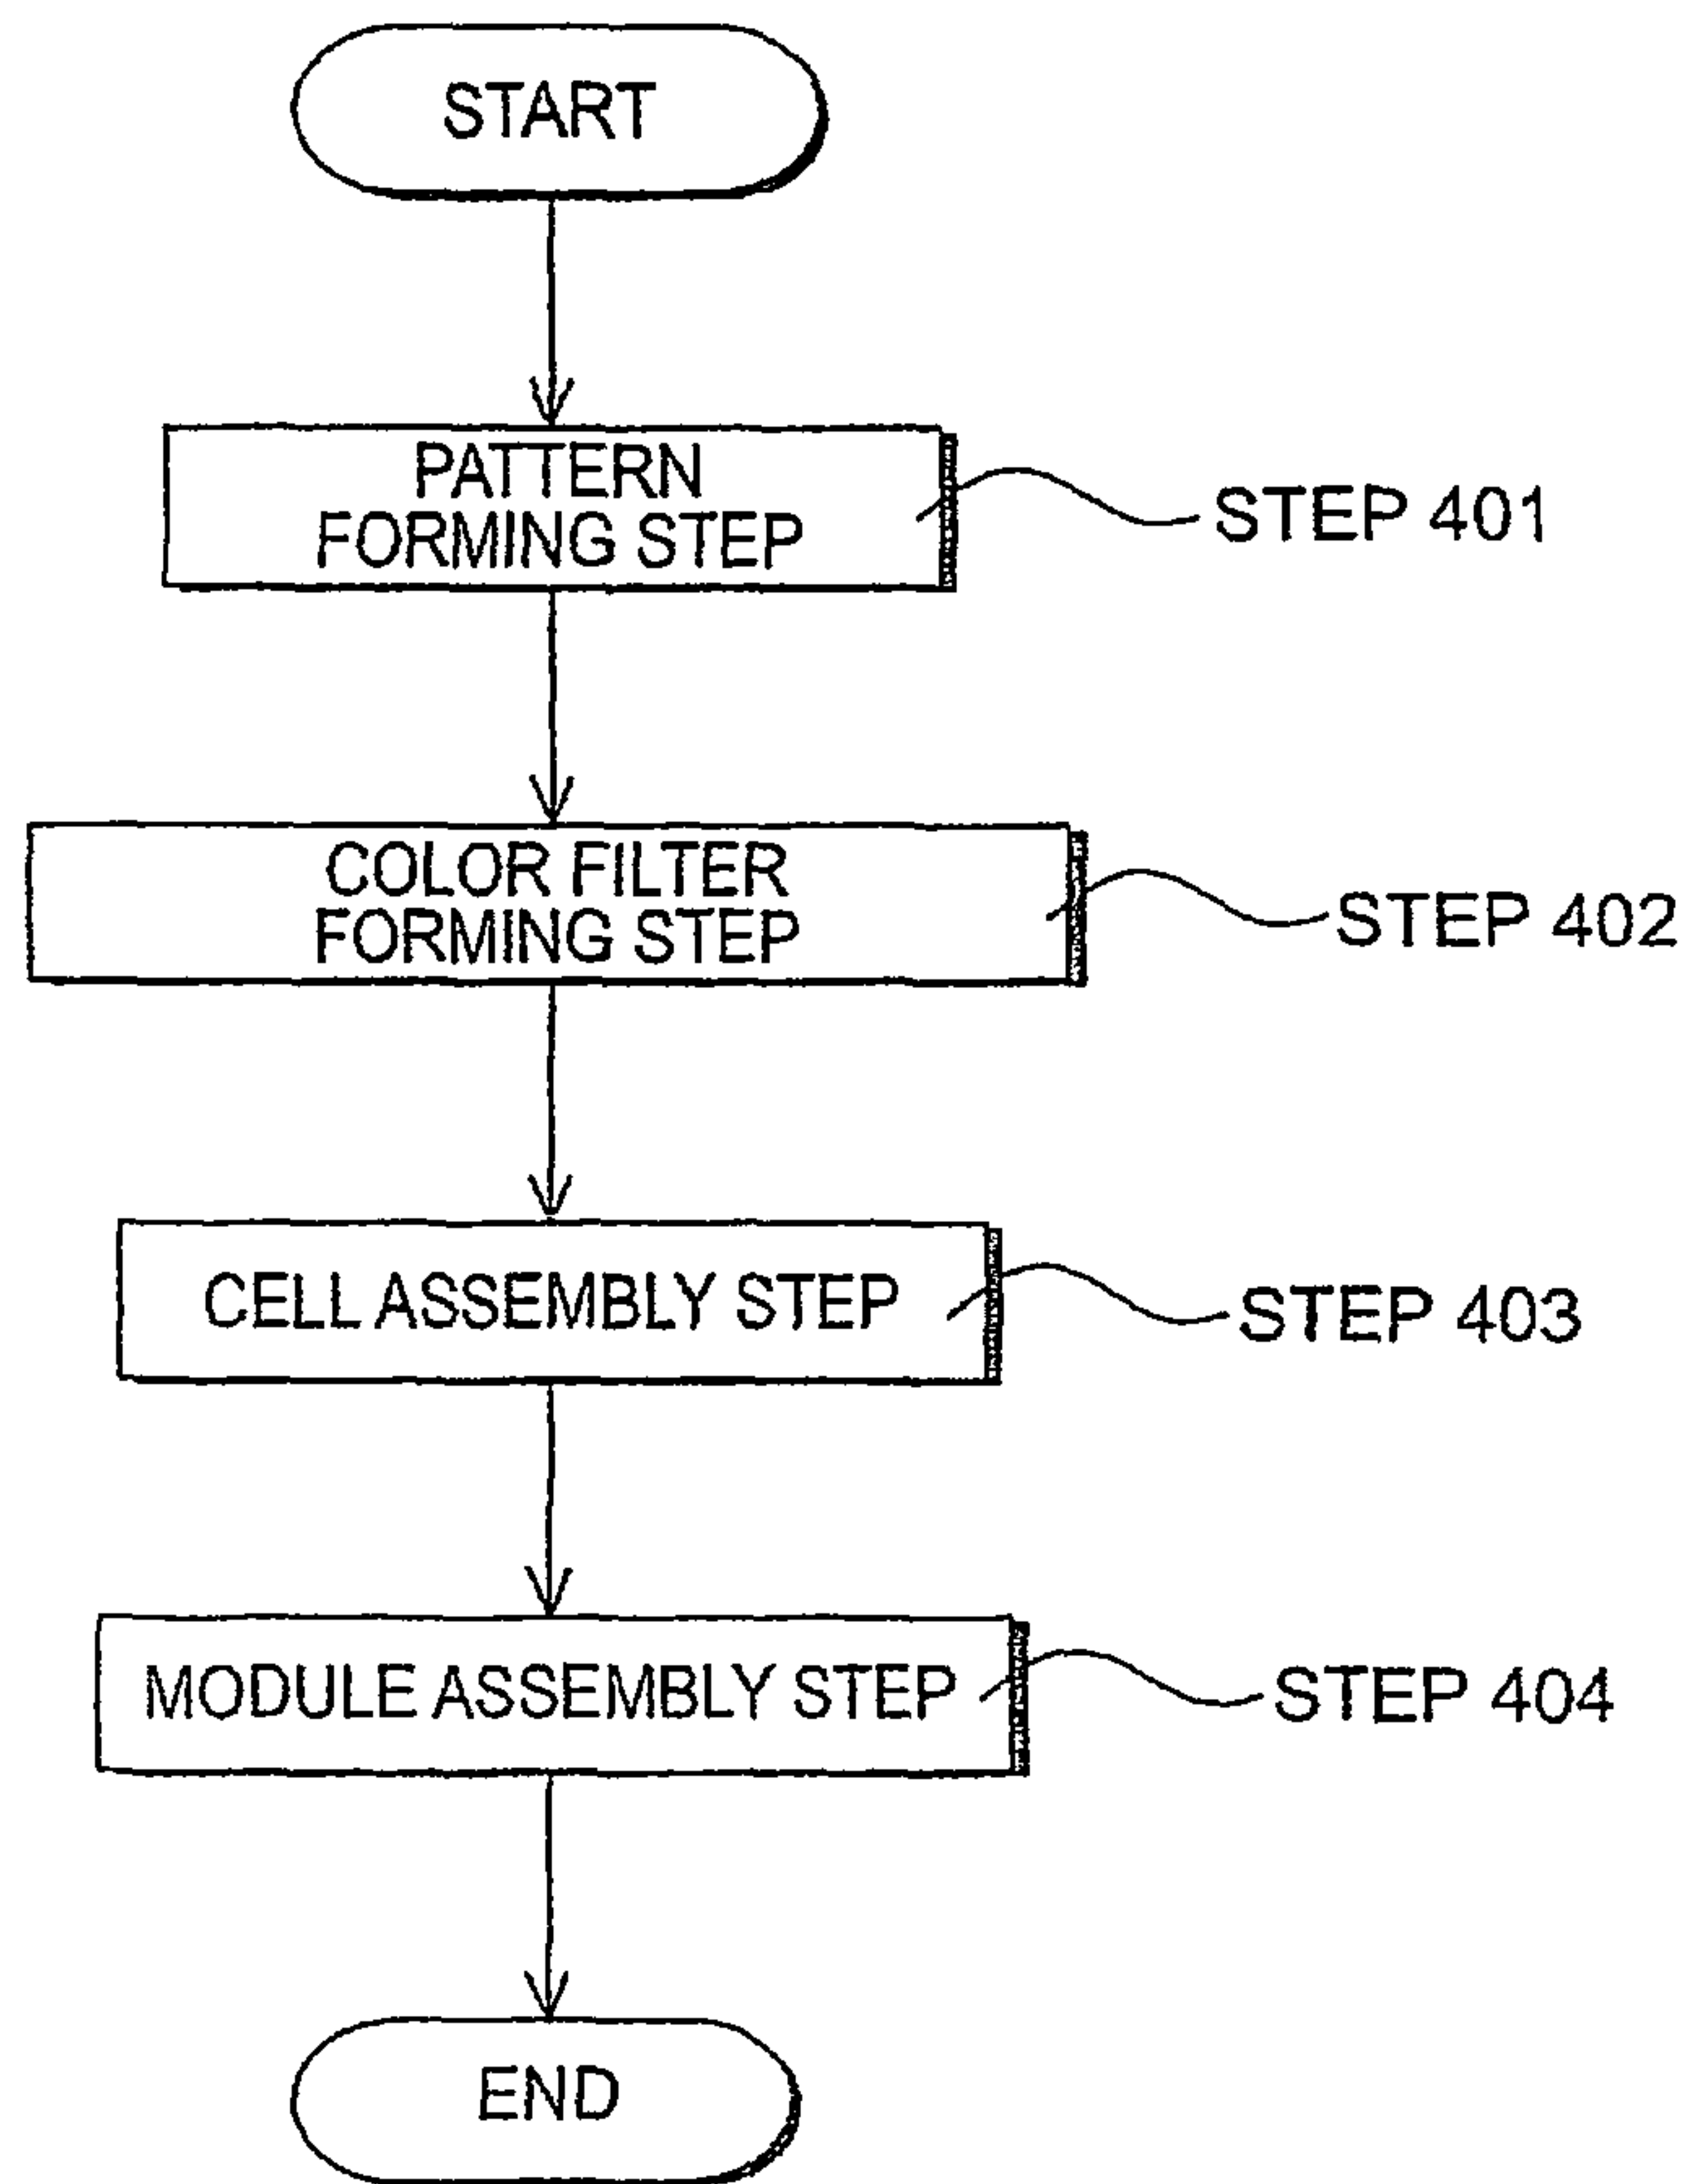 START
PATTERN
FORMING STEP
STEP 401
COLOR FILTER
FORMING STEP
STEP 402
CELL ASSEMBLY STEP
STEP 403
MODULE ASSEMBLY STEP
STEP 404
END